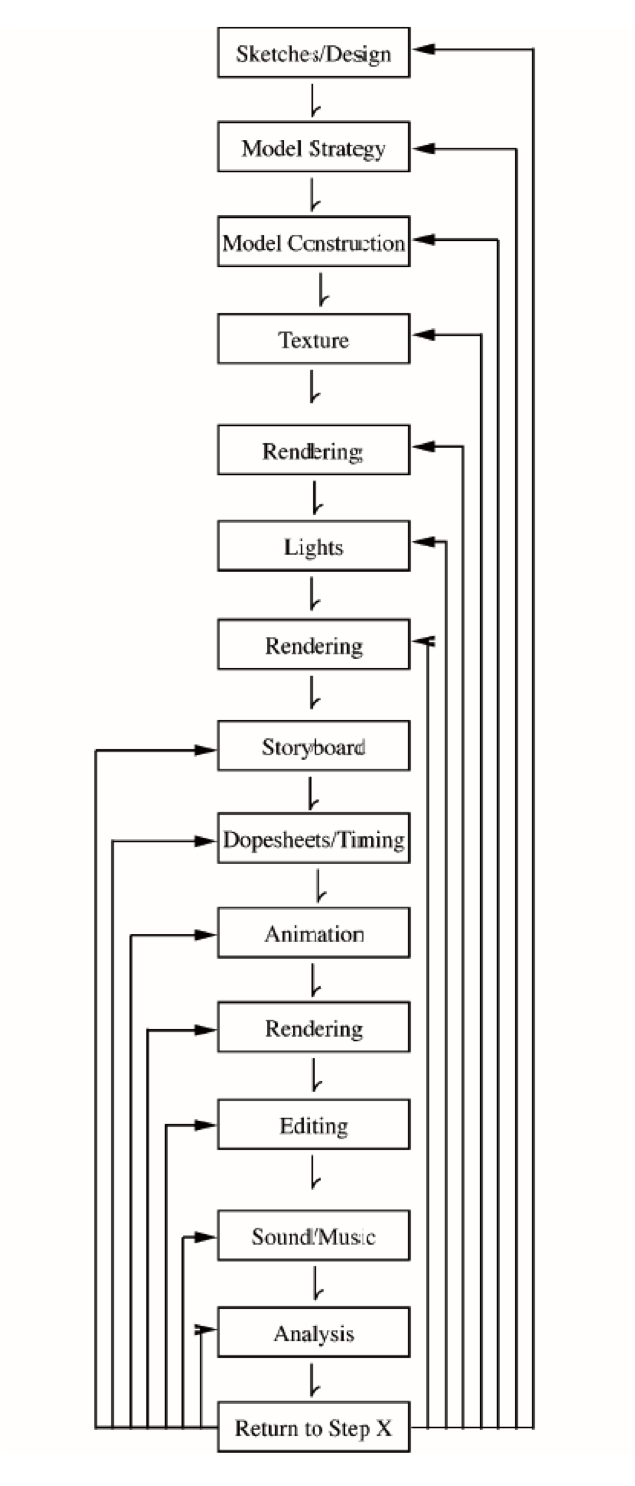 Sketches/Design
Model Strategy
Model Construction
Texture
Rendering
Lights
Rendering
Storyboard
Dopesheets/Timing
Animation
Rendering
Editing
Sound/Music
Analysis
Return to Step X